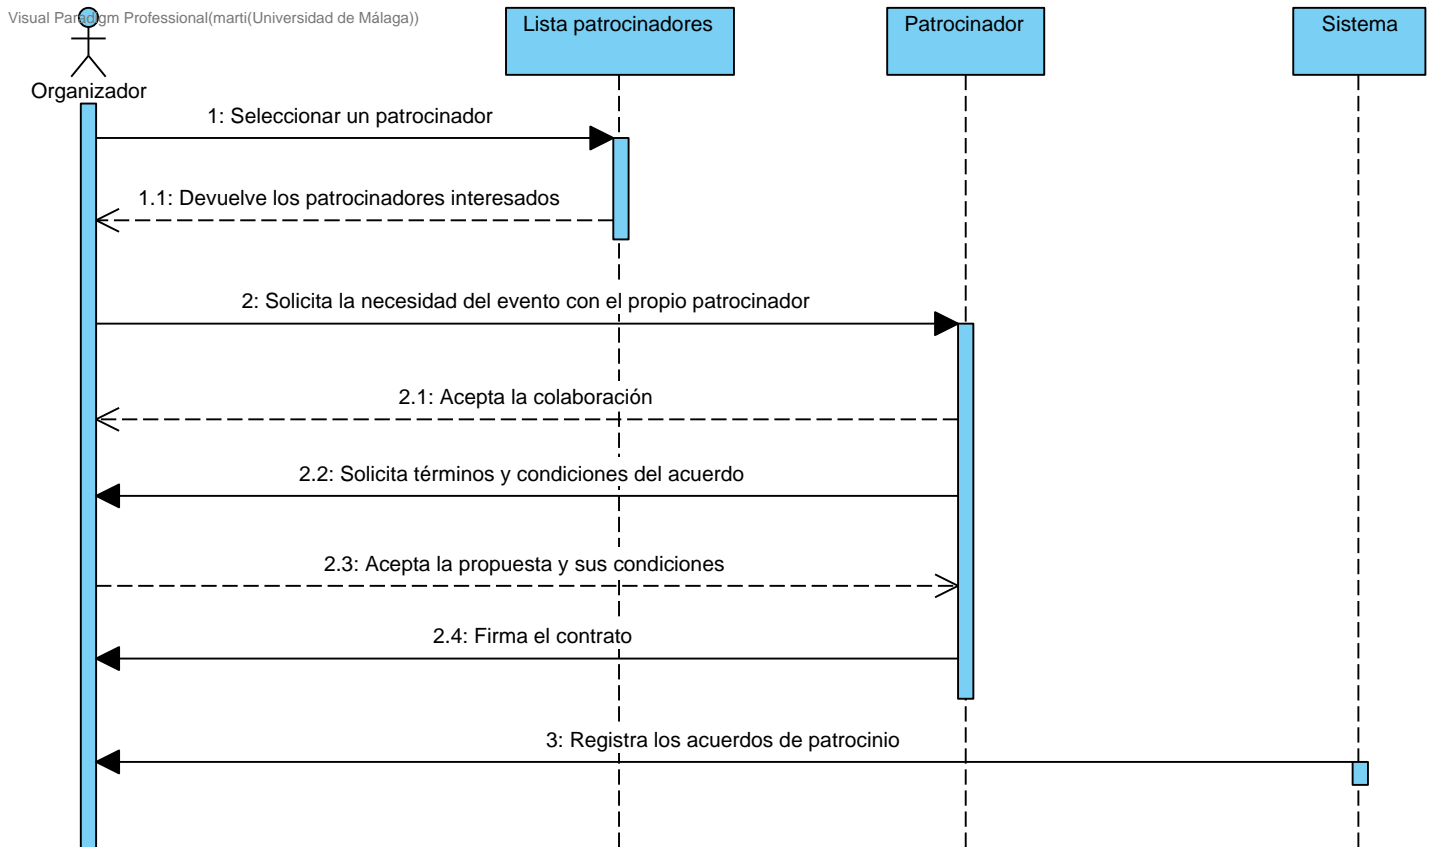 Visual Paradigm Professional(marti(Universidad de Málaga))
Organizador
Lista patrocinadores
Patrocinador
Sistema
1: Seleccionar un patrocinador
1.1: Devuelve los patrocinadores interesados
2: Solicita la necesidad del evento con el propio patrocinador
2.1: Acepta la colaboración
2.2: Solicita términos y condiciones del acuerdo
2.3: Acepta la propuesta y sus condiciones
2.4: Firma el contrato
3: Registra los acuerdos de patrocinio